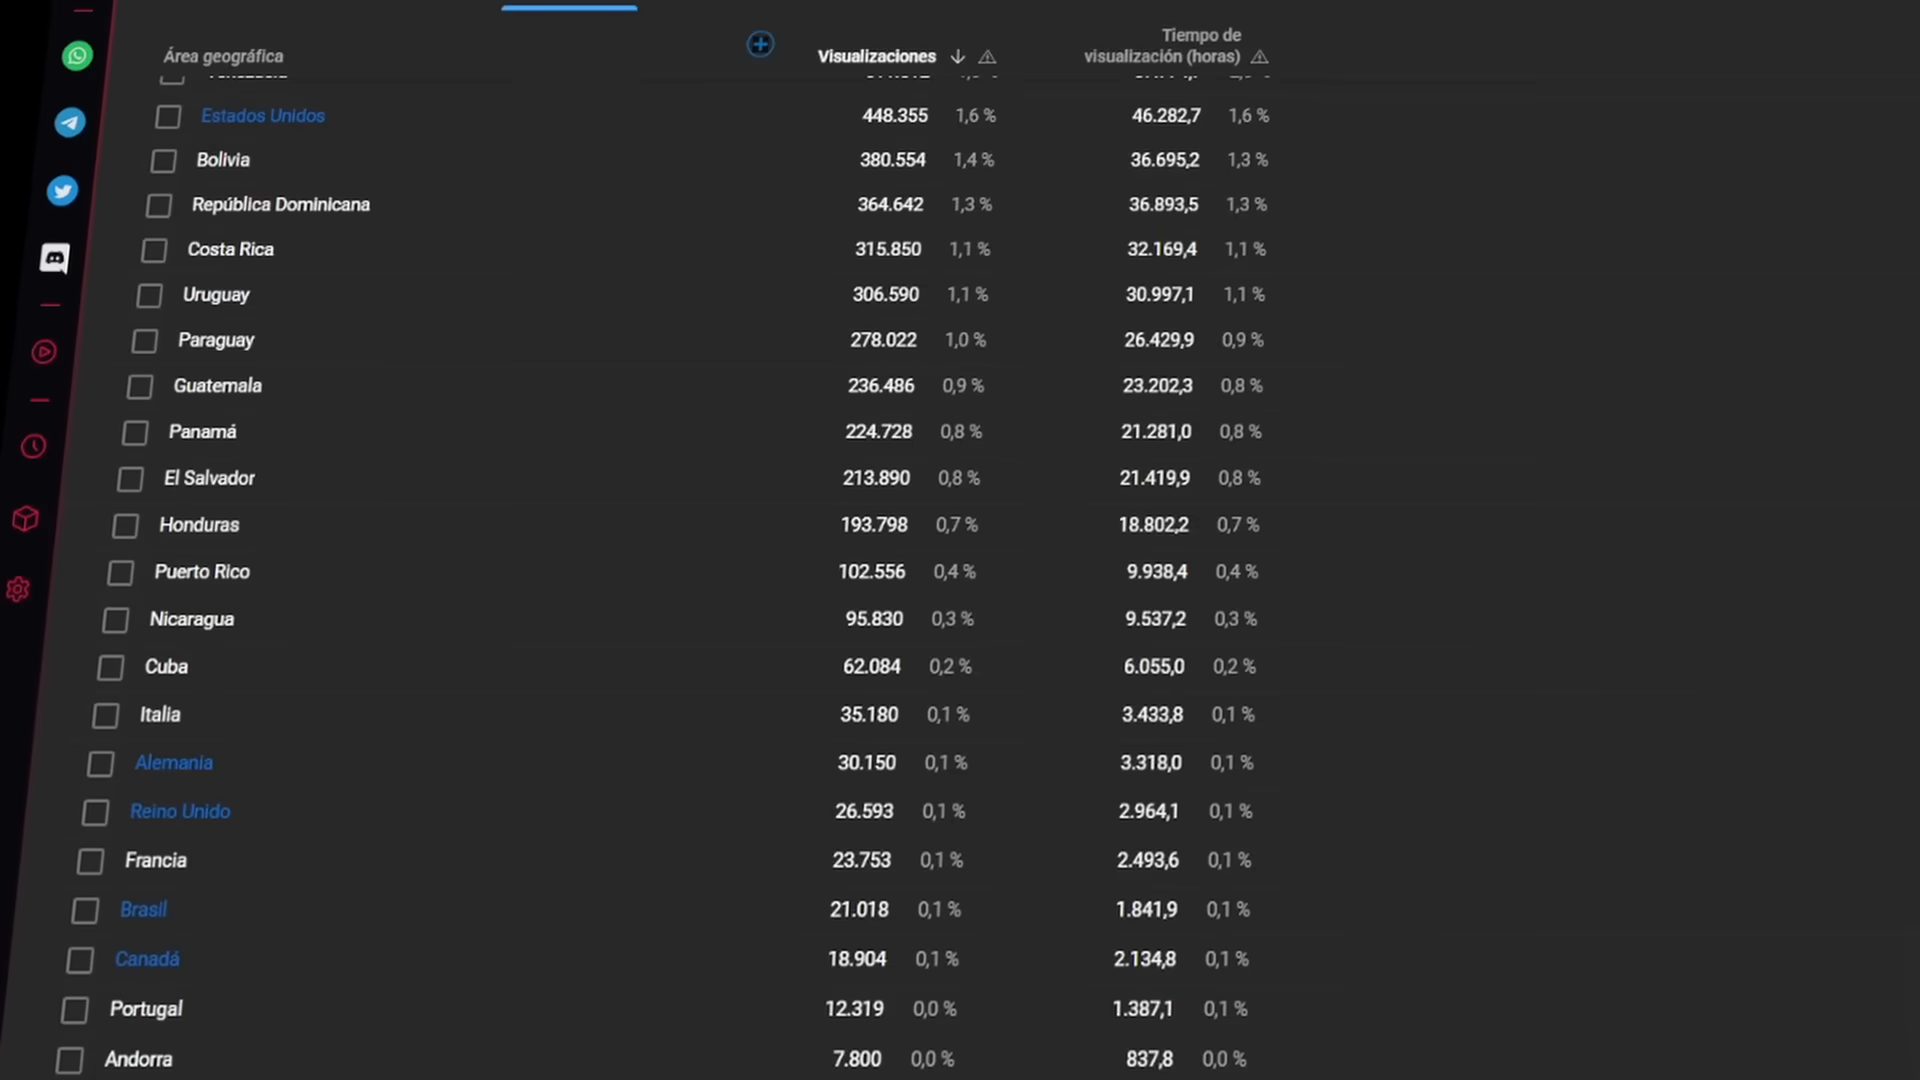 Área geográfica
Visualizaciones
Tiempo de
visualización (horas)
Estados Unidos 448.355 1,6 % 46.282,7 1,6 %
Bolivia 380.554 1,4 % 36.695,2 1,3 %
República Dominicana 364.642 1,3 % 36.893,5 1,3 %
Costa Rica 315.850 1,1 % 32.169,4 1,1 %
Uruguay 306.590 1,1 % 30.997,1 1,1 %
Paraguay 278.022 1,0 % 26.429,9 0,9 %
Guatemala 236.486 0,9 % 23.202,3 0,8 %
Panamá 224.728 0,8 % 21.281,0 0,8 %
El Salvador 213.890 0,8 % 21.419,9 0,8 %
Honduras 193.798 0,7 % 18.802,2 0,7 %
Puerto Rico 102.556 0,4 % 9.938,4 0,4 %
Nicaragua 95.830 0,3 % 9.537,2 0,3 %
Cuba 62.084 0,2 % 6.055,0 0,2 %
Italia 35.180 0,1 % 3.433,8 0,1 %
Alemania 30.150 0,1 % 3.318,0 0,1 %
Reino Unido 26.593 0,1 % 2.964,1 0,1 %
Francia 23.753 0,1 % 2.493,6 0,1 %
Brasil 21.018 0,1 % 1.841,9 0,1 %
Canadá 18.904 0,1 % 2.134,8 0,1 %
Portugal 12.319 0,0 % 1.387,1 0,1 %
Andorra 7.800 0,0 % 837,8 0,0 %